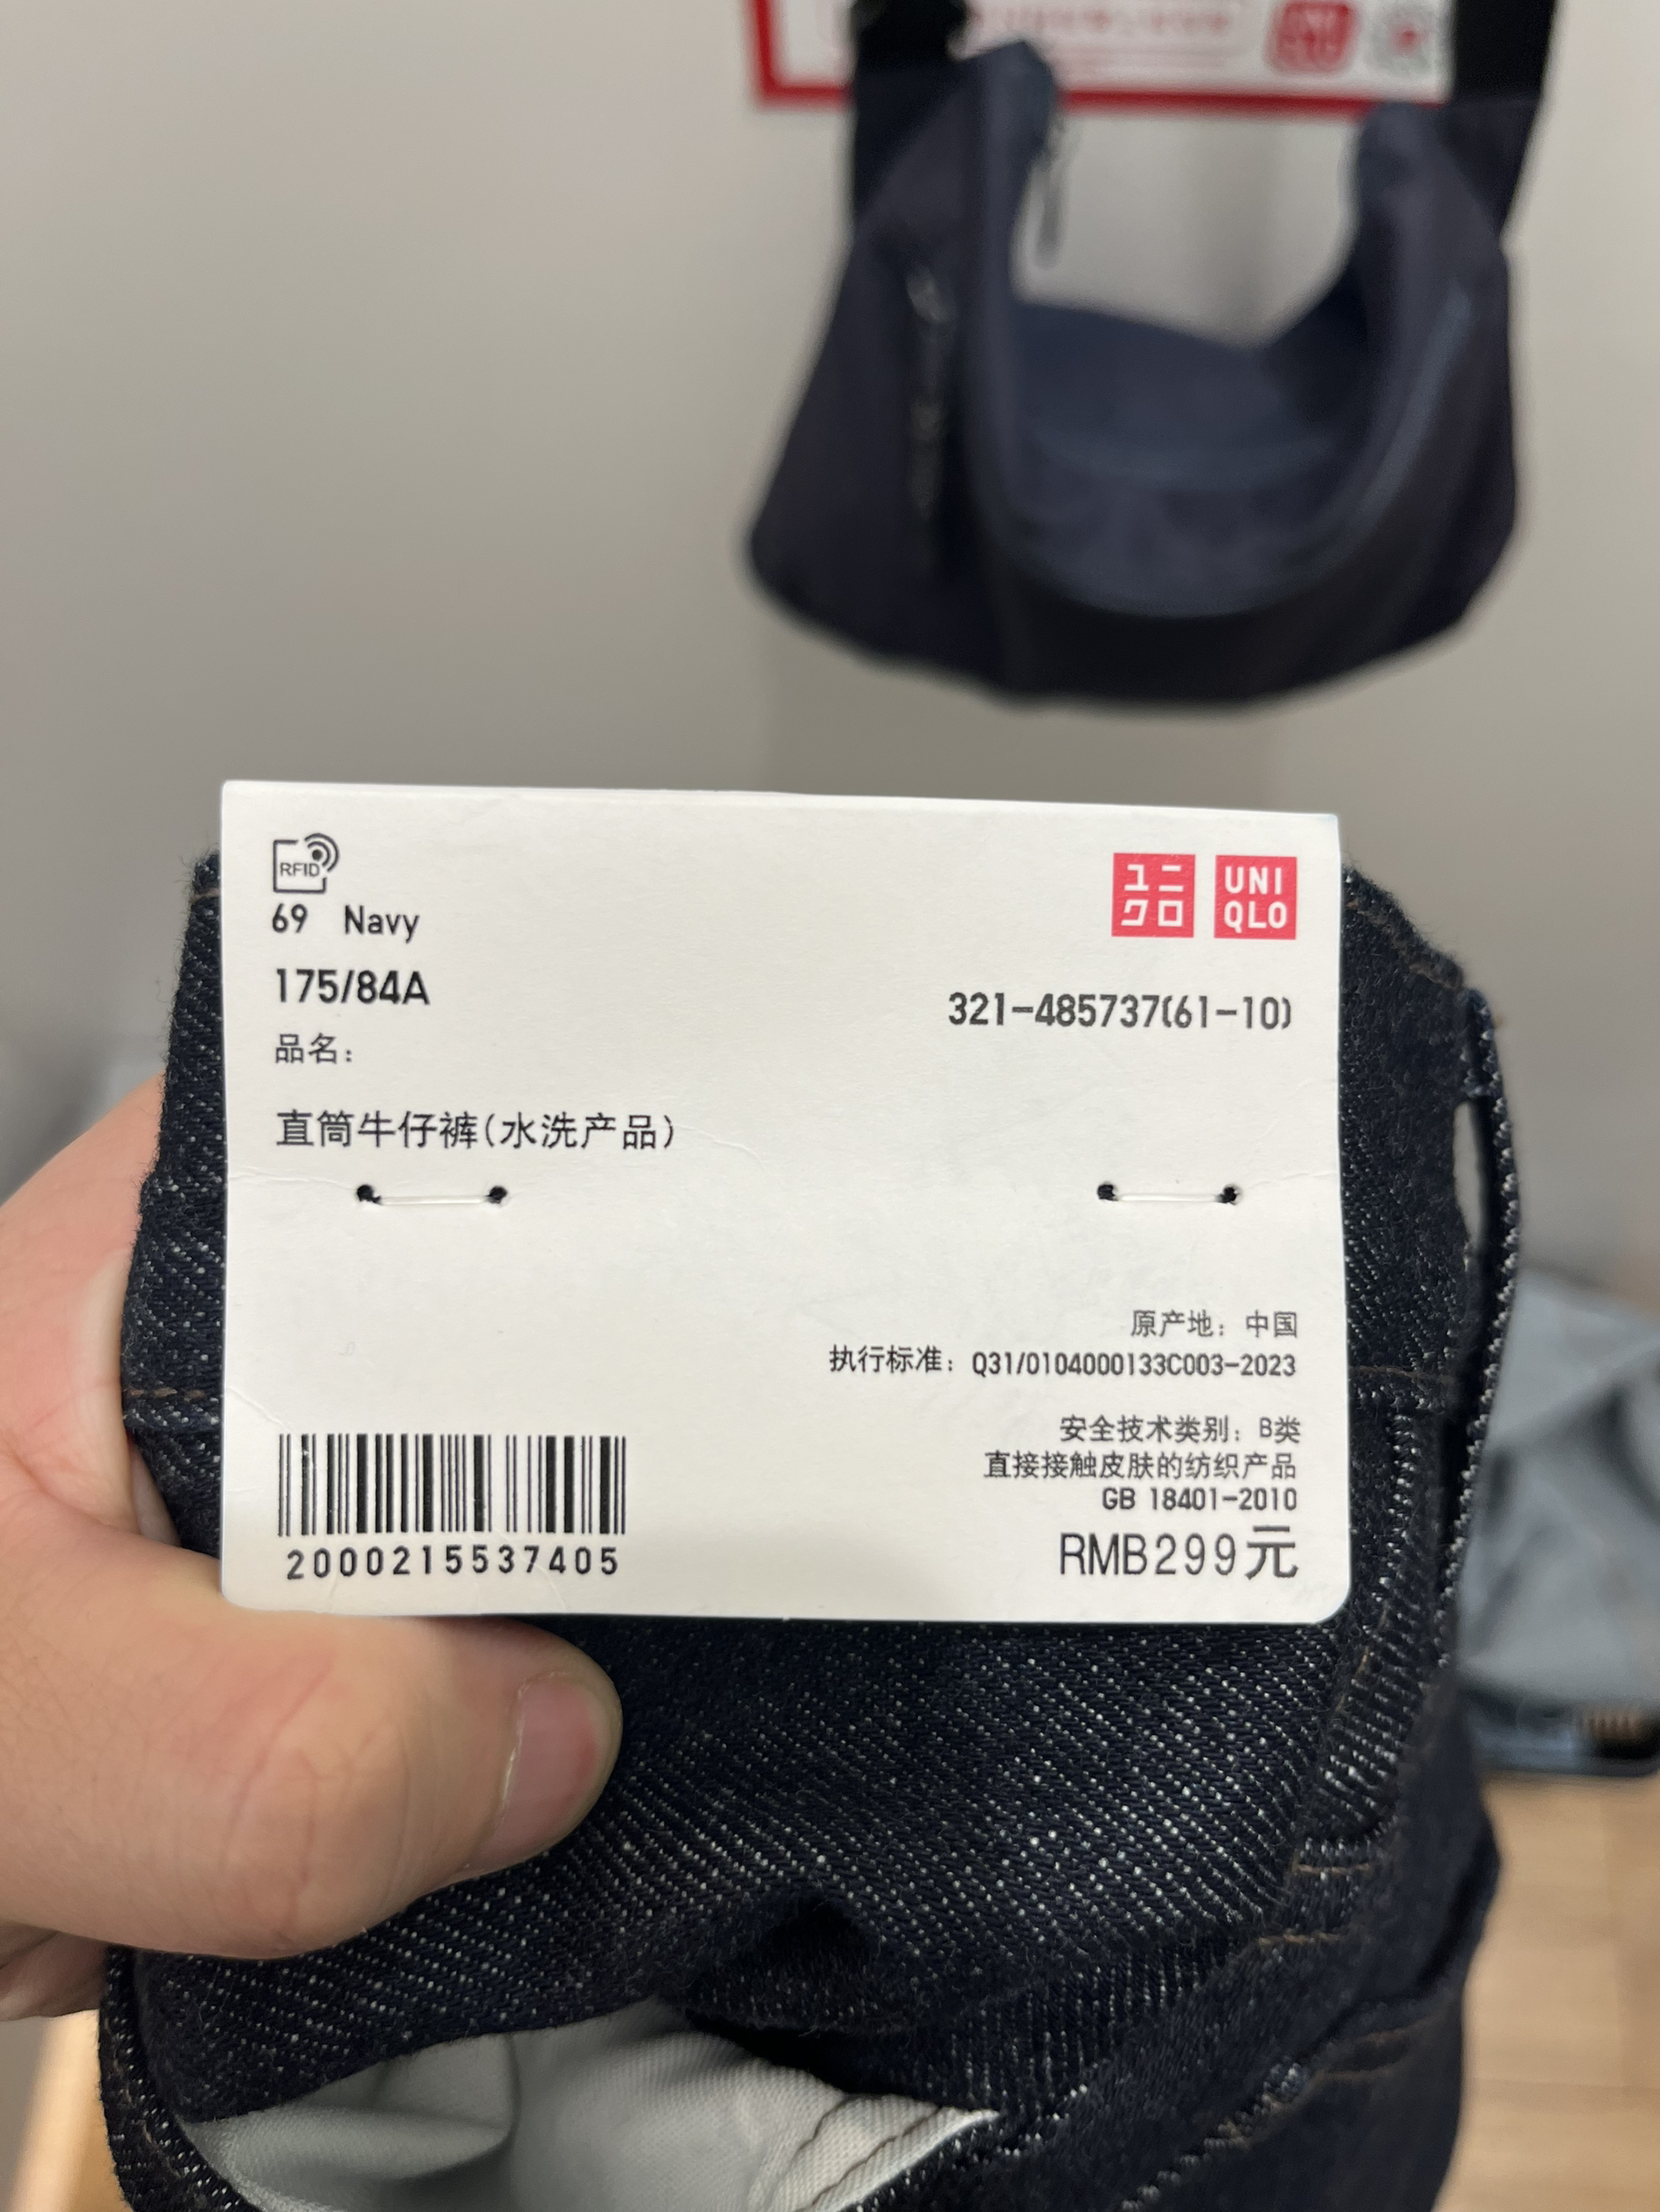 RFID
69 Navy
ユニ
クロ
UNI
QLO
175/84A
321-485737(61-10)
品名:
直筒牛仔裤(水洗产品)
原产地: 中国
执行标准: Q31/0104000133C003-2023
安全技术类别: B类
直接接触皮肤的纺织产品
GB 18401-2010
2000215537405
RMB299元